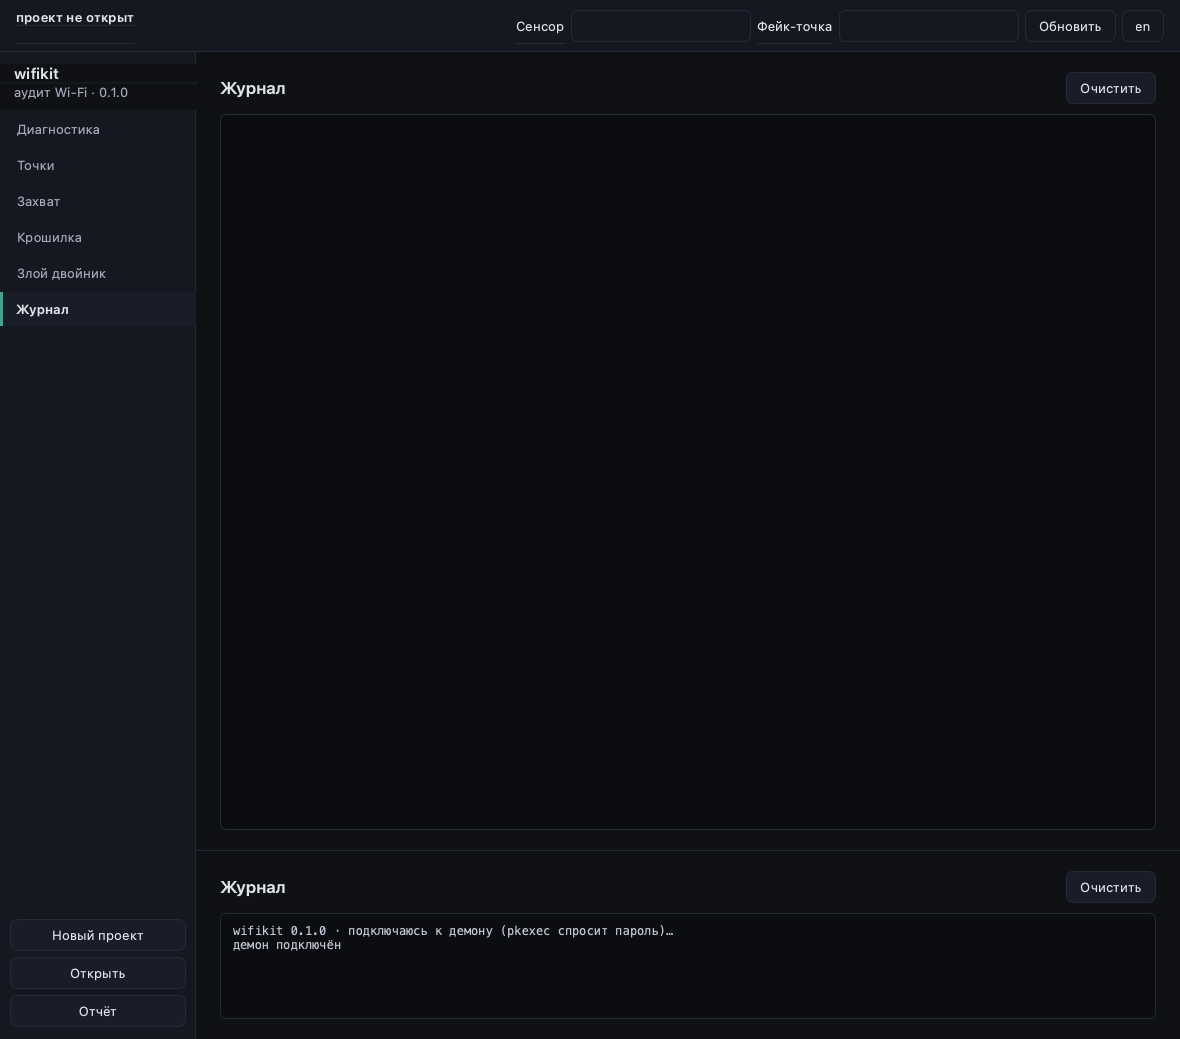 проект не открыт
Сенсор
Фейк-точка
Обновить
en
wifikit
аудит Wi-Fi · 0.1.0
Диагностика
Точки
Захват
Крошилка
Злой двойник
Журнал
Новый проект
Открыть
Отчёт
Журнал
Очистить
Журнал
Очистить
wifikit 0.1.0 · подключаюсь к демону (pkexec спросит пароль)…
демон подключён